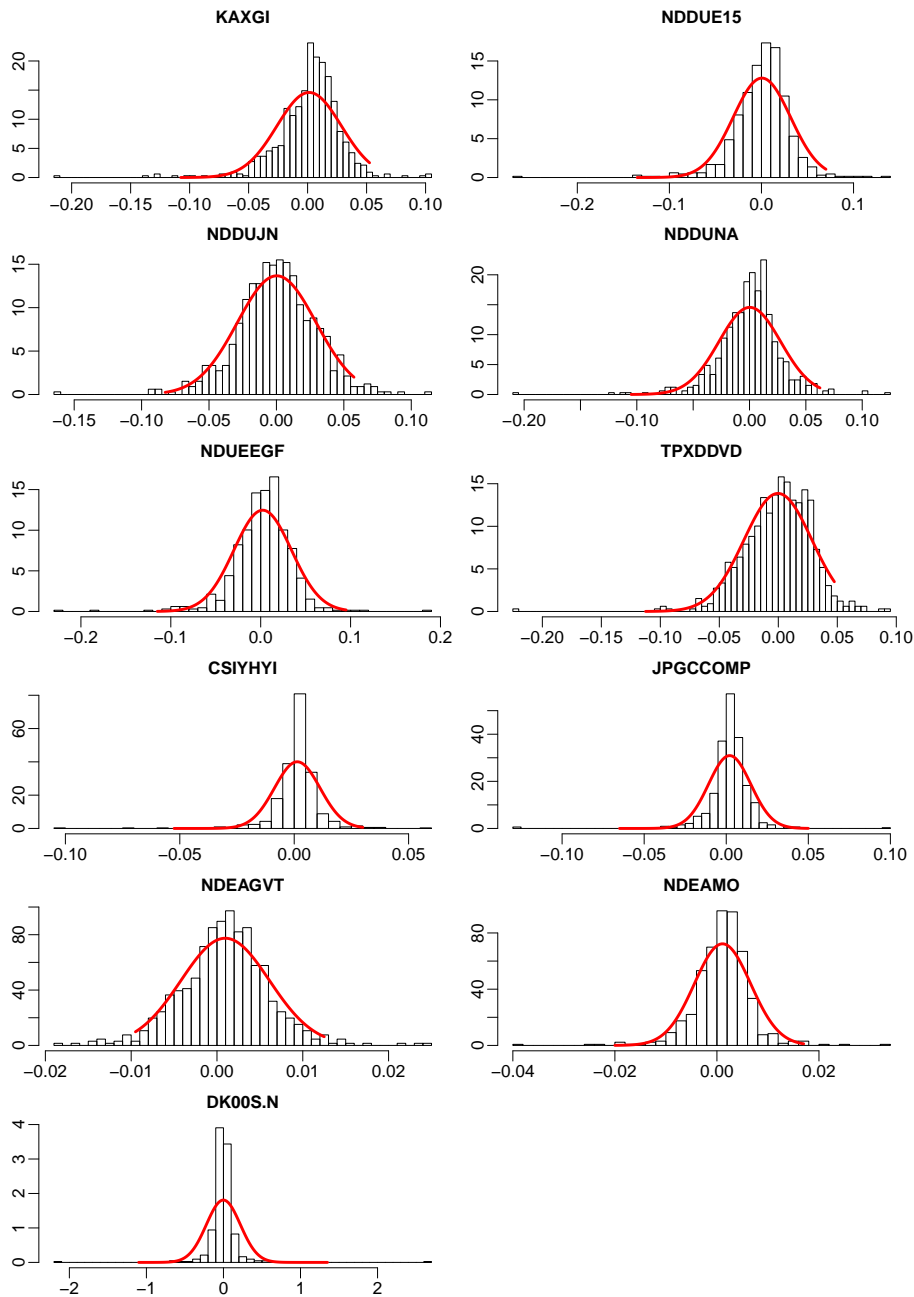 KAXGI
20
15
10
5
0
−0.20 −0.15 −0.10 −0.05 0.00 0.05 0.10
NDDUE15
15
10
5
0
−0.2 −0.1 0.0 0.1
NDDUJN
15
10
5
0
−0.15 −0.10 −0.05 0.00 0.05 0.10
NDDUNA
20
15
10
5
0
−0.20 −0.10 0.00 0.05 0.10
NDUEEGF
15
10
5
0
−0.2 −0.1 0.0 0.1 0.2
TPXDDVD
15
10
5
0
−0.20 −0.15 −0.10 −0.05 0.00 0.05 0.10
CSIYHYI
60
20
0
−0.10 −0.05 0.00 0.05
JPGCCOMP
40
20
0
−0.10 −0.05 0.00 0.05 0.10
NDEAGVT
80
40
0
−0.02 −0.01 0.00 0.01 0.02
NDEAMO
80
40
0
−0.04 −0.02 0.00 0.02
DK00S.N
4
3
2
1
0
−2 −1 0 1 2